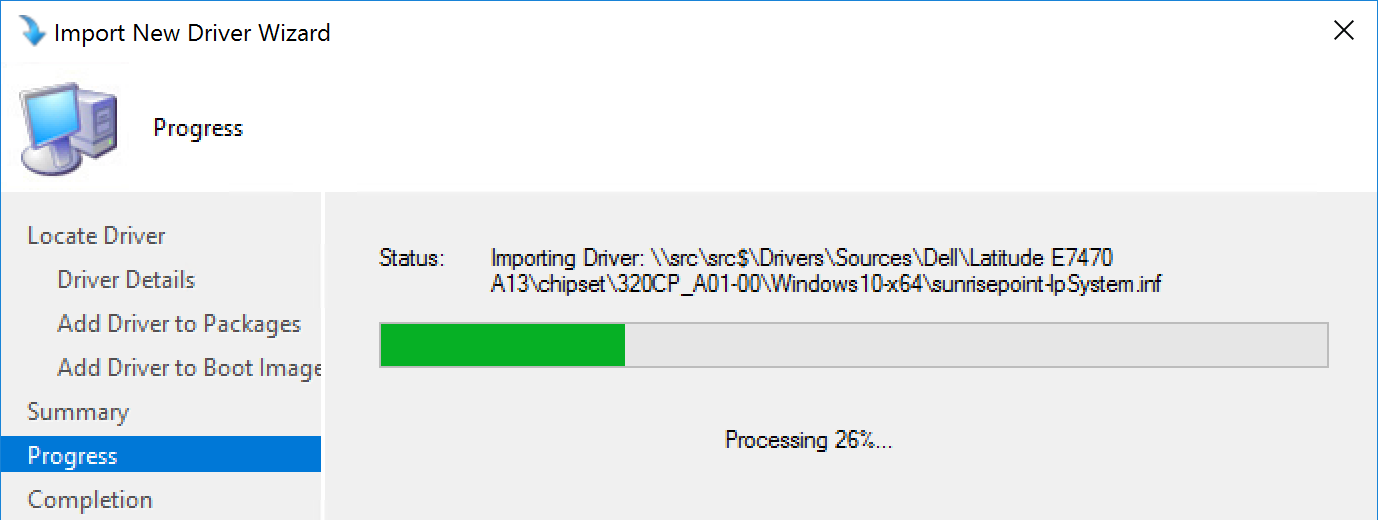 Import New Driver Wizard
Progress
Locate Driver
Driver Details
Add Driver to Packages
Add Driver to Boot Image
Summary
Progress
Completion
Status:
Importing Driver: \\src\src$\Drivers\Sources\Dell\Latitude E7470
A13\chipset\320CP_A01-00\Windows10-x64\sunrisepoint-lpSystem.inf
Processing 26%...